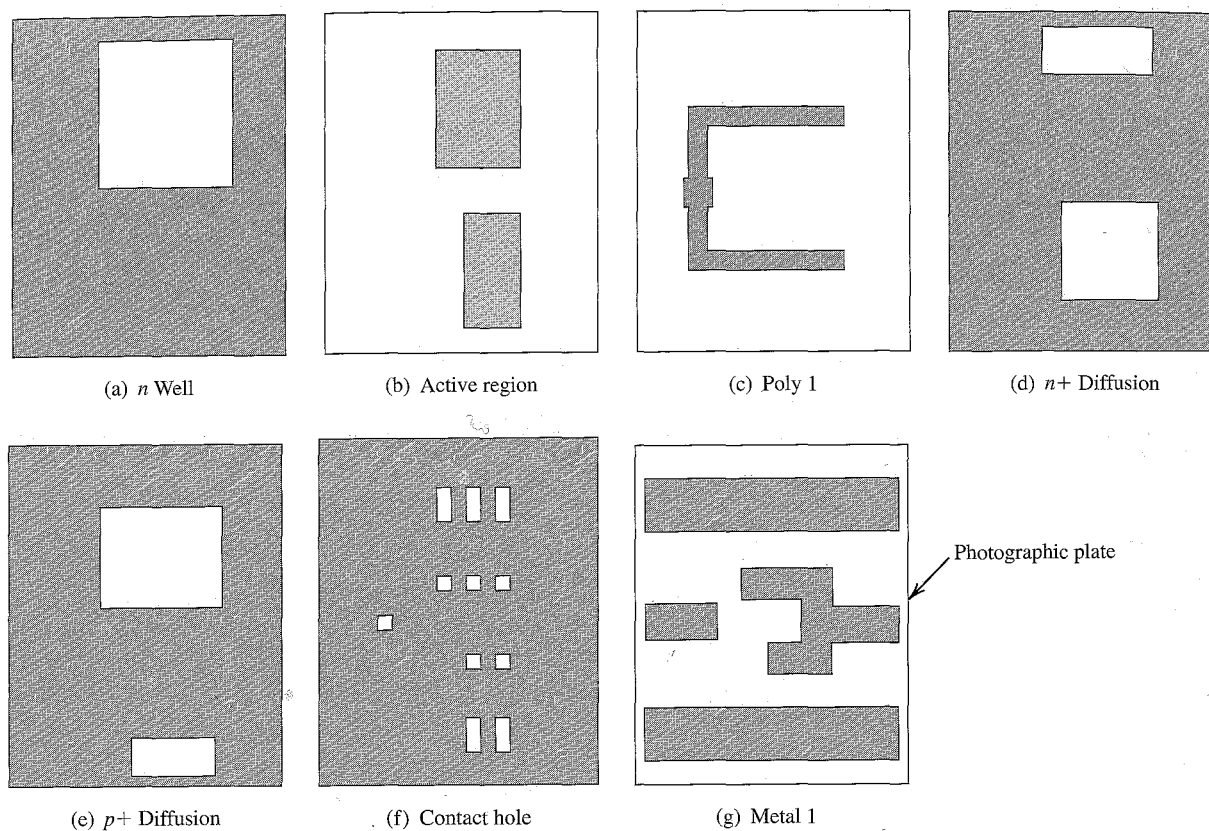 (a) n Well
(b) Active region
(c) Poly 1
(d) n+ Diffusion
Photographic plate
(e) p+ Diffusion
(f) Contact hole
(g) Metal 1